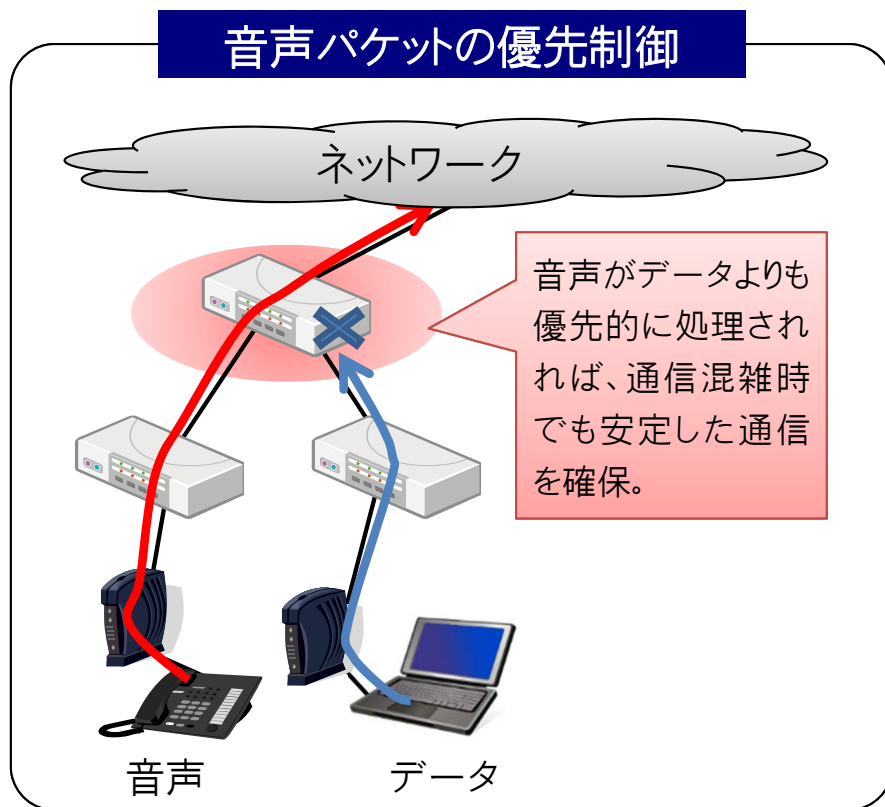 音声パケットの優先制御
ネットワーク
音声がデータよりも
優先的に処理され
れば、通信混雑時
でも安定した通信
を確保。
音声
データ